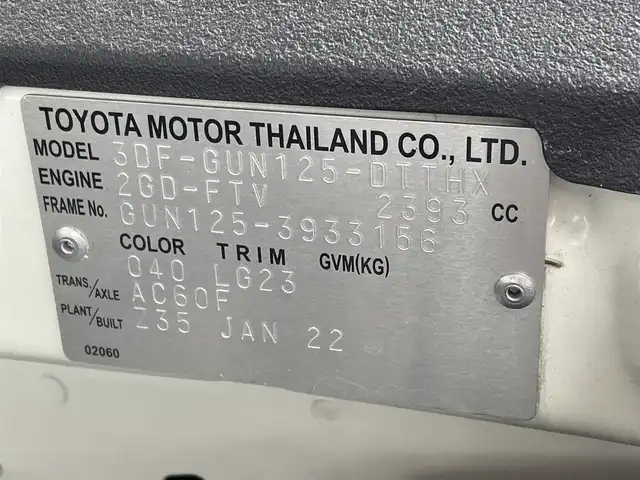 TOYOTA MOTOR THAILAND CO., LTD.
MODEL 3DF-GUN125-DTTHX
ENGINE 2GD-FTV 2393 CC
FRAME No. GUN125-3933156
COLOR TRIM GVM(KG)
040 LG23
TRANS./AXLE AC60F
PLANT/BUILT Z35 JAN 22
02060